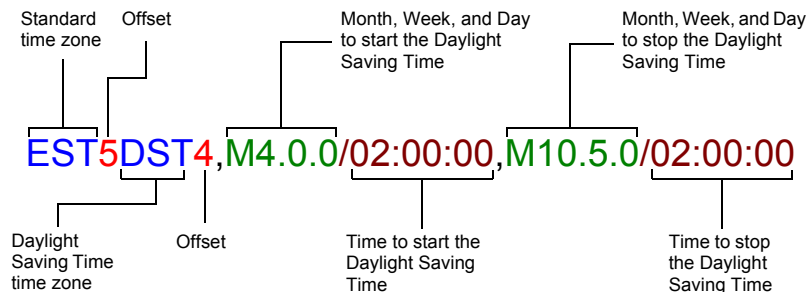 Standard
time zone
Offset
Month, Week, and Day
to start the Daylight
Saving Time
Month, Week, and Day
to stop the Daylight
Saving Time
EST5DST4,M4.0.0/02:00:00,M10.5.0/02:00:00
Daylight
Saving Time
time zone
Offset
Time to start the
Daylight Saving
Time
Time to stop
the Daylight
Saving Time